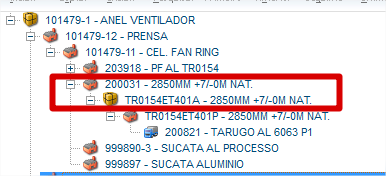 101479-1 - ANEL VENTILADOR
101479-12 - PRENSA
101479-11 - CEL. FAN RING
203918 - PF AL TR0154
200031 - 2850MM +7/-0M NAT.
TR0154ET401A - 2850MM +7/-0M NAT.
TR0154ET401P - 2850MM +7/-0M NAT.
200821 - TARUGO AL 6063 P1
999890-3 - SUCATA AL PROCESSO
999897 - SUCATA ALUMINIO